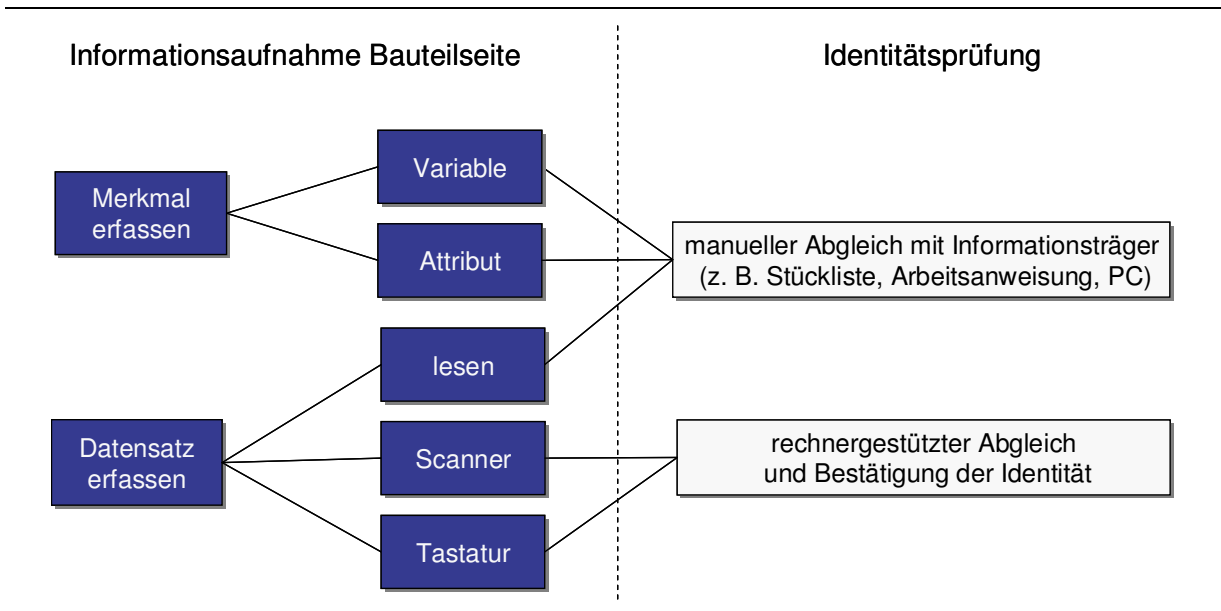 Informationsaufnahme Bauteilseite
Identitätsprüfung
Merkmal
erfassen
Variable
Attribut
manueller Abgleich mit Informationsträger
(z. B. Stückliste, Arbeitsanweisung, PC)
lesen
Datensatz
erfassen
Scanner
Tastatur
rechnergestützter Abgleich
und Bestätigung der Identität